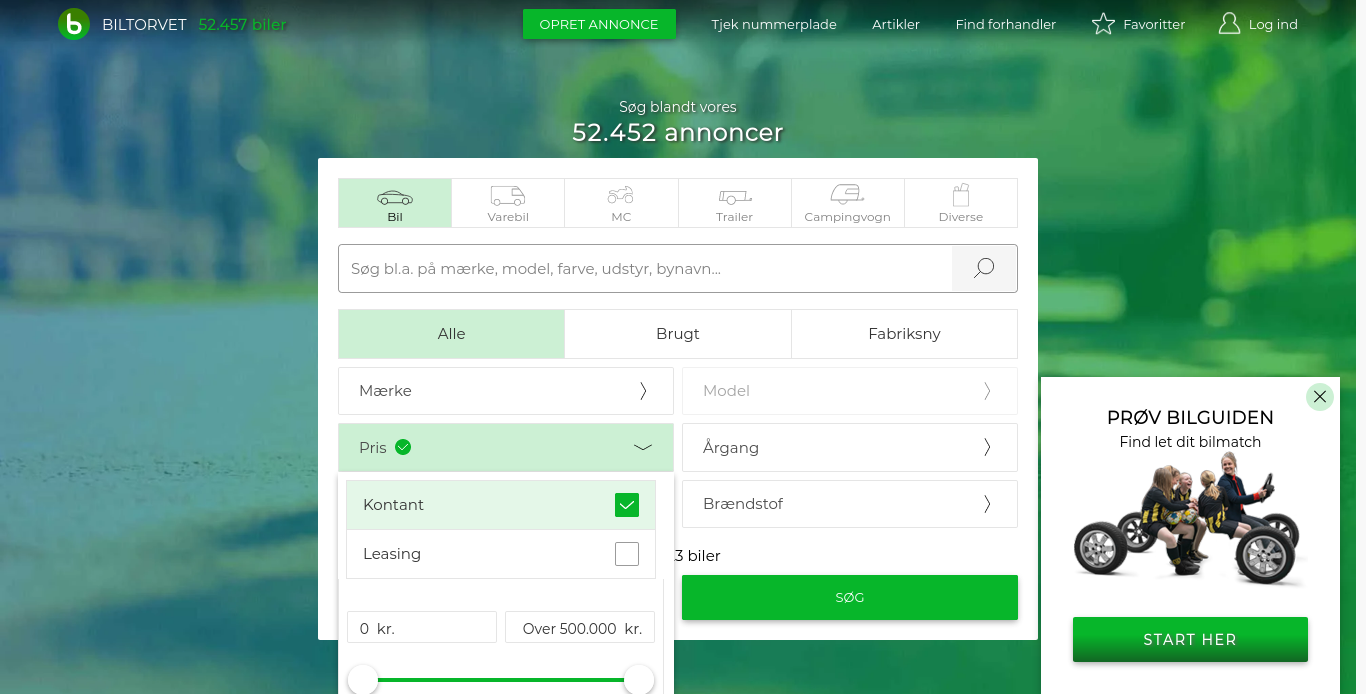 BILTORVET 52.457 biler OPRET ANNONCE Tjek nummerplade Artikler Find forhandler Favoritter Log ind
Søg blandt vores
52.452 annoncer
Bil Varebil MC Trailer Campingvogn Diverse
Søg bl.a. på mærke, model, farve, udstyr, bynavn...
Alle Brugt Fabriksny
Mærke Model
Pris Årgang
Kontant Brændstof
Leasing 3 biler
SØG
0 kr. Over 500.000 kr.
PRØV BILGUIDEN
Find let dit bilmatch
START HER